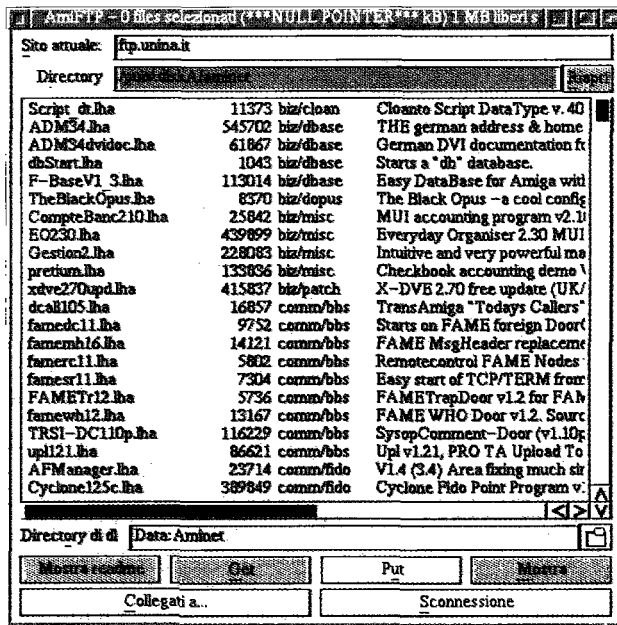 AmiFTP – 0 files selezionati (***NULL POINTER*** kB) 1 MB liberi s
Sito attuale: ftp.unina.it
Directory
Script_dt.lha 11373 biz/cloan Cloanto Script DataType v. 40
ADM34.lha 545702 biz/dbase THE german address & home
ADM34dvidoc.lha 61867 biz/dbase German DVI documentation fo
dbStart.lha 1043 biz/dbase Starts a "db" database.
F-BaseV1_3.lha 113014 biz/dbase Easy DataBase for Amiga with
TheBlackOpus.lha 8370 biz/dopus The Black Opus –a cool config
CompteBanc210.lha 25842 biz/misc MUI accounting program v2.10
EO230.lha 439899 biz/misc Everyday Organiser 2.30 MUI
Gestion2.lha 228083 biz/misc Intuitive and very powerful ma
pretium.lha 133836 biz/misc Checkbook accounting demo
xdve270upd.lha 415837 biz/patch X-DVE 2.70 free update (UK/
dcall105.lha 16857 comm/bbs TransAmiga "Todays Callers"
famedc11.lha 9752 comm/bbs Starts on FAME foreign Door
famemh16.lha 14121 comm/bbs FAME MsgHeader replaceme
famerc11.lha 5802 comm/bbs Remotecontrol FAME Nodes
famesr11.lha 7304 comm/bbs Easy start of TCP/TERM from
FAMETr12.lha 5736 comm/bbs FAMETrapDoor v1.2 for FAM
famewh12.lha 13167 comm/bbs FAME WHO Door v1.2. Sourc
TRSI-DC110p.lha 116229 comm/bbs SysopComment-Door (v1.10p
upl121.lha 86621 comm/bbs Upl v1.21, PRO TA Upload To
AFManager.lha 23714 comm/fido V1.4 (3.4) Area fixing much sir
Cyclone125c.lha 389849 comm/fido Cyclone Fido Point Program v
Directory di di Data:Aminet
Mostra readme Get Put Mostra
Collegati a... Sconnessione